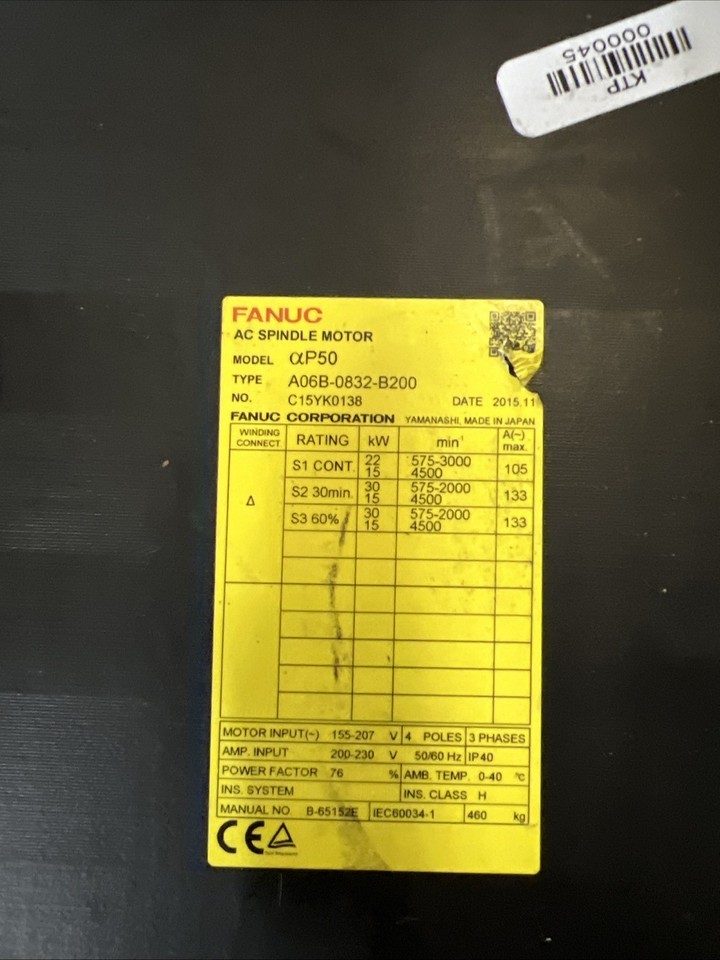 KTP
000045
FANUC
AC SPINDLE MOTOR
MODEL αP50
TYPE A06B-0832-B200
NO. C15YK0138 DATE 2015.11
FANUC CORPORATION YAMANASHI, MADE IN JAPAN
WINDING CONNECT RATING kW min⁻¹ A(~) max.
Δ S1 CONT. 22 575-3000 105
15 4500
S2 30min. 30 575-2000 133
15 4500
S3 60% 30 575-2000 133
15 4500
MOTOR INPUT(~) 155-207 V 4 POLES 3 PHASES
AMP. INPUT 200-230 V 50/60 Hz IP40
POWER FACTOR 76 % AMB. TEMP. 0-40 ℃
INS. SYSTEM INS. CLASS H
MANUAL NO B-65152E IEC60034-1 460 kg
CE